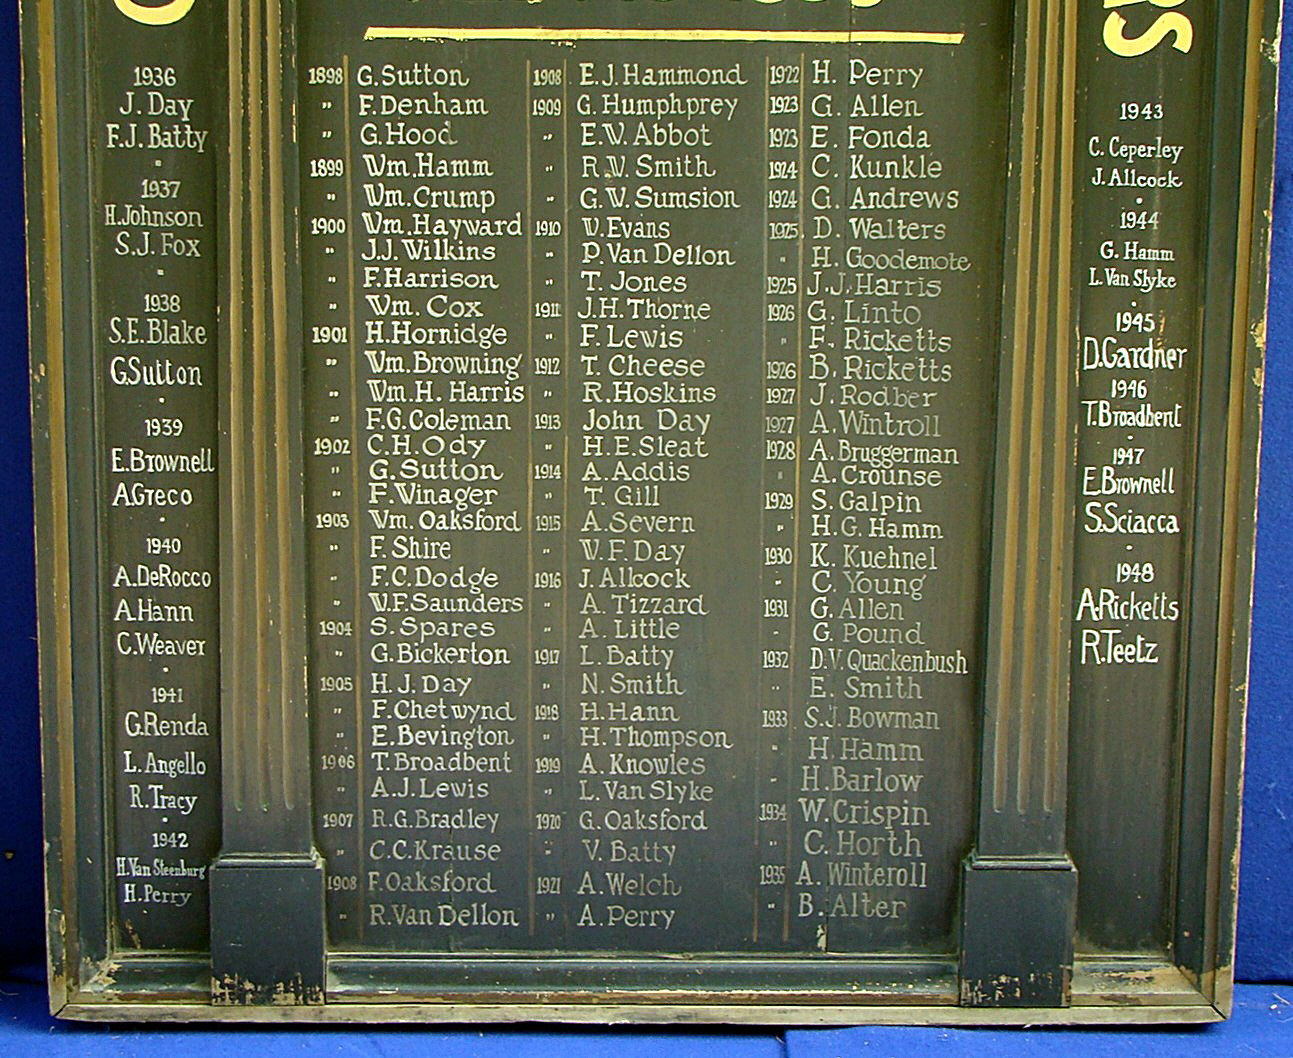 1936
J. Day
F.J. Batty
"
1937
H. Johnson
S.J. Fox
"
1938
S.E. Blake
G. Sutton
1939
E. Brownell
A. Greco
1940
A. DeRocco
A. Hann
C. Weaver
1941
G. Renda
L. Angello
R. Tracy
1942
H. Van Steenburg
H. Perry
1898 G. Sutton
" F. Denham
" G. Hood
1899 Wm. Hamm
" Wm. Crump
1900 Wm. Hayward
" J.J. Wilkins
" F. Harrison
" Wm. Cox
1901 H. Hornidge
" Wm. Browning
" Wm. H. Harris
" F.G. Coleman
1902 C.H. Ody
" G. Sutton
" F. Winager
1903 Wm. Oaksford
" F. Shire
" F.C. Dodge
" W.F. Saunders
1904 S. Spares
" G. Bickerton
1905 H.J. Day
" F. Chetwynd
" E. Bevington
1906 T. Broadbent
" A.J. Lewis
1907 R.G. Bradley
" C.C. Krause
1908 F. Oaksford
" R. Van Dellon
1908 E.J. Hammond
1909 G. Humphprey
" E.W. Abbot
" R.W. Smith
" G.W. Sumsion
1910 W. Evans
" P. Van Dellon
" T. Jones
1911 J.H. Thorne
" F. Lewis
1912 T. Cheese
" R. Hoskins
1913 John Day
" H.E. Sleat
1914 A. Addis
" T. Gill
1915 A. Severn
" W.F. Day
1916 J. Allcock
" A. Tizzard
" A. Little
1917 L. Batty
" N. Smith
1918 H. Hann
" H. Thompson
1919 A. Knowles
" L. Van Slyke
1920 G. Oaksford
" V. Batty
1921 A. Welch
" A. Perry
1922 H. Perry
1923 G. Allen
1923 E. Fonda
1924 C. Kunkle
1924 G. Andrews
1925 D. Walters
" H. Goodemote
1925 J.J. Harris
1926 G. Linto
" F. Ricketts
1926 B. Ricketts
1927 J. Rodber
1927 A. Wintroll
1928 A. Bruggerman
" A. Crounse
1929 S. Galpin
" H.G. Hamm
1930 K. Kuehnel
" C. Young
1931 G. Allen
" G. Pound
1932 D.V. Quackenbush
" E. Smith
1933 S.J. Bowman
" H. Hamm
" H. Barlow
1934 W. Crispin
C. Horth
1935 A. Winteroll
" B. Alter
1943
C. Ceperley
J. Allcock
1944
G. Hamm
L. Van Slyke
1945
D. Gardner
1946
T. Broadbent
1947
E. Brownell
S. Sciacca
1948
A. Ricketts
R. Teetz